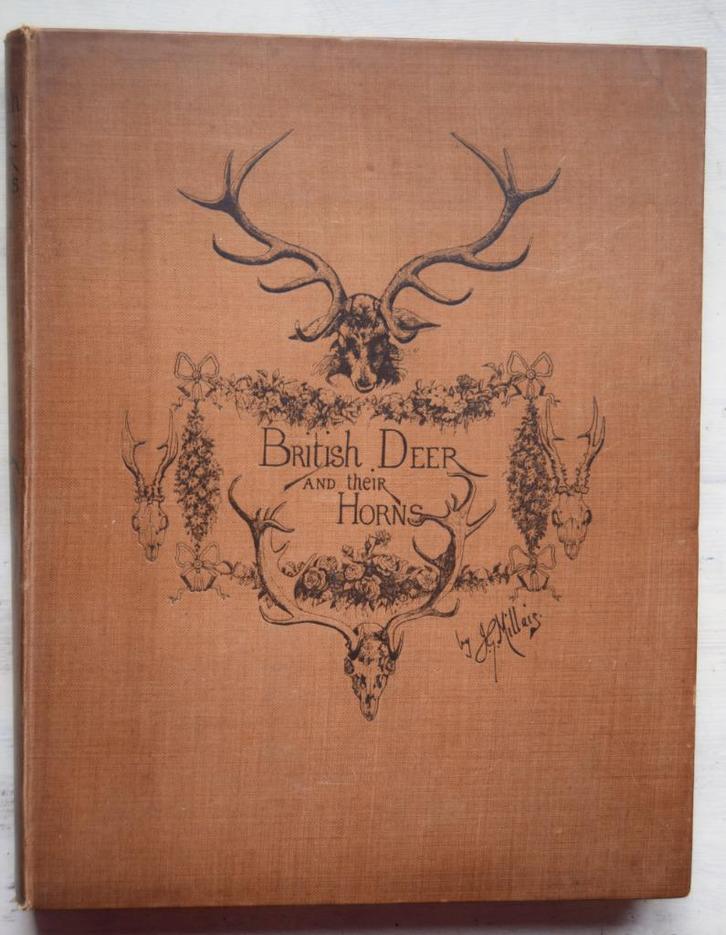 British Deer
and their
Horns
by J G Millais